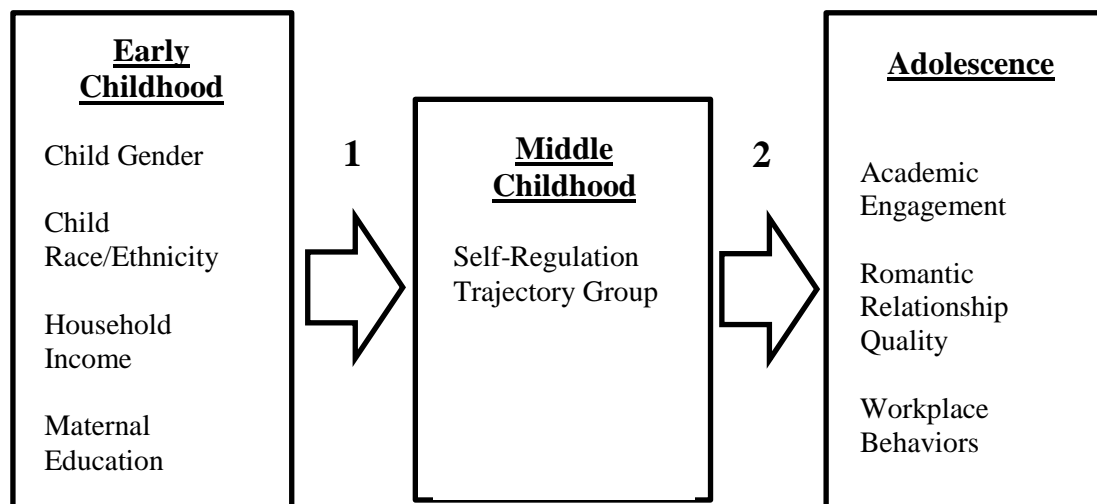 Early
Childhood
Child Gender
Child
Race/Ethnicity
Household
Income
Maternal
Education
1
Middle
Childhood
Self-Regulation
Trajectory Group
2
Adolescence
Academic
Engagement
Romantic
Relationship
Quality
Workplace
Behaviors